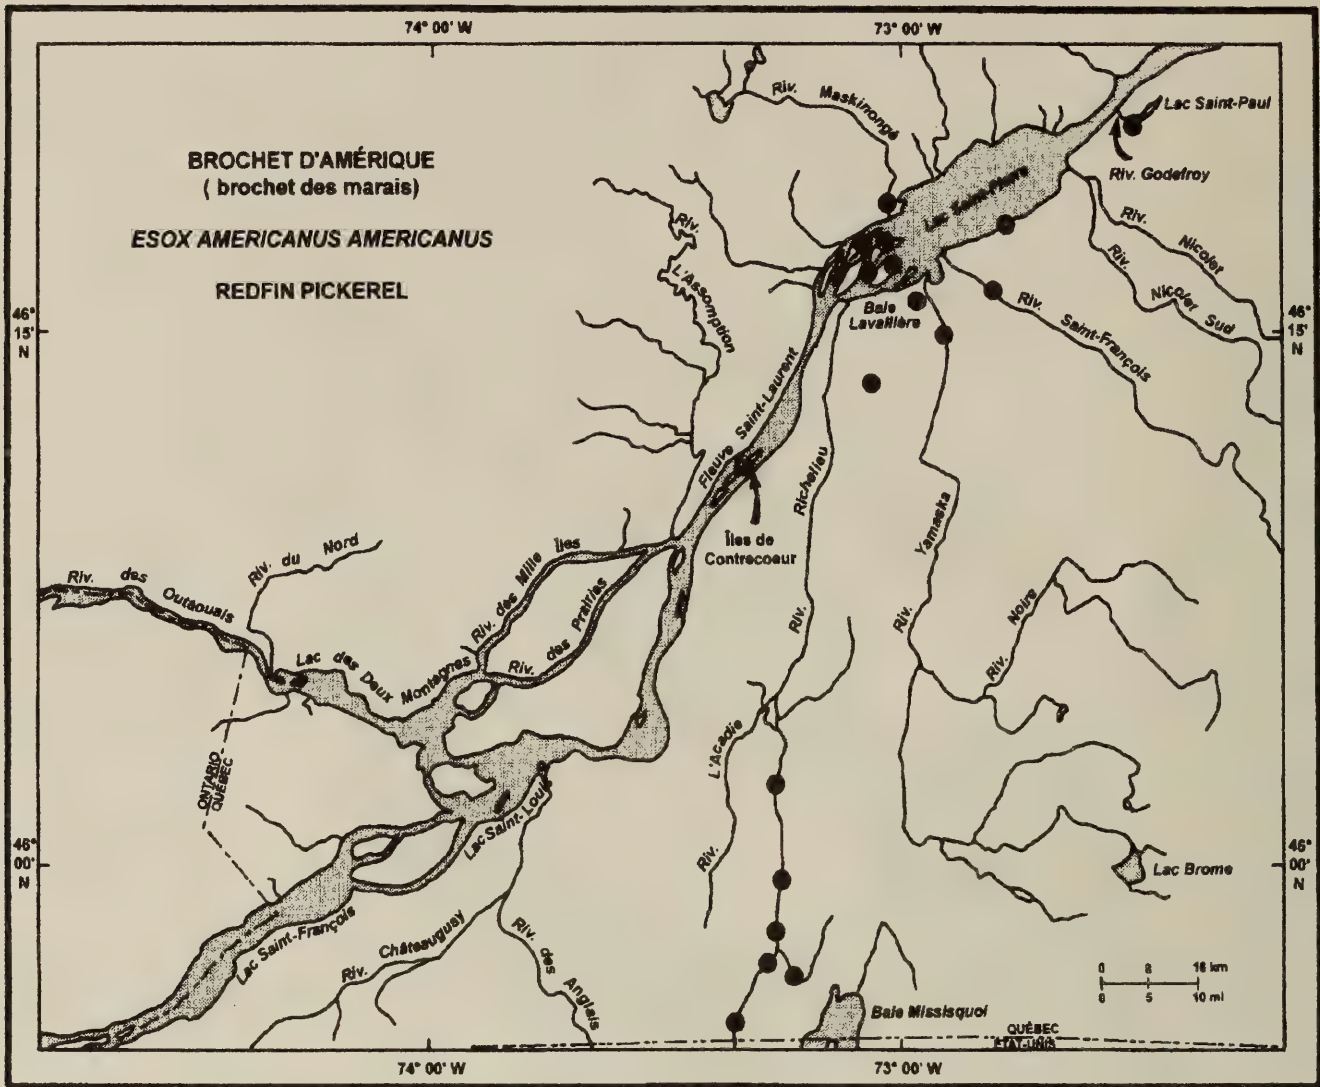 74° 00' W
73° 00' W
BROCHET D'AMÉRIQUE
( brochet des marais)
ESOX AMERICANUS AMERICANUS
REDFIN PICKEREL
Riv. Maskinongé
Lac Saint-Paul
Riv. Godefroy
Lac Saint-Pierre
Riv. Nicolet
Riv. Nicolet Sud
Riv. L'Assomption
46°
15'
N
46°
15'
N
Baie
Lavallière
Riv. Saint-François
Fleuve Saint-Laurent
Îles de
Contrecoeur
Riv. Richelieu
Riv. Yamaska
Riv. Noire
Riv. du Nord
Riv. des Outaouais
Riv. des Mille Îles
Riv. des Prairies
Lac des Deux Montagnes
ONTARIO
QUÉBEC
Riv. L'Acadie
Lac Saint-Louis
46°
00'
N
46°
00'
N
Lac Brome
Lac Saint-François
Riv. Châteauguay
Riv. des Anglais
0 8 16 km
0 5 10 mi
Baie Missisquoi
QUÉBEC
ÉTAT-UNIS
74° 00' W
73° 00' W